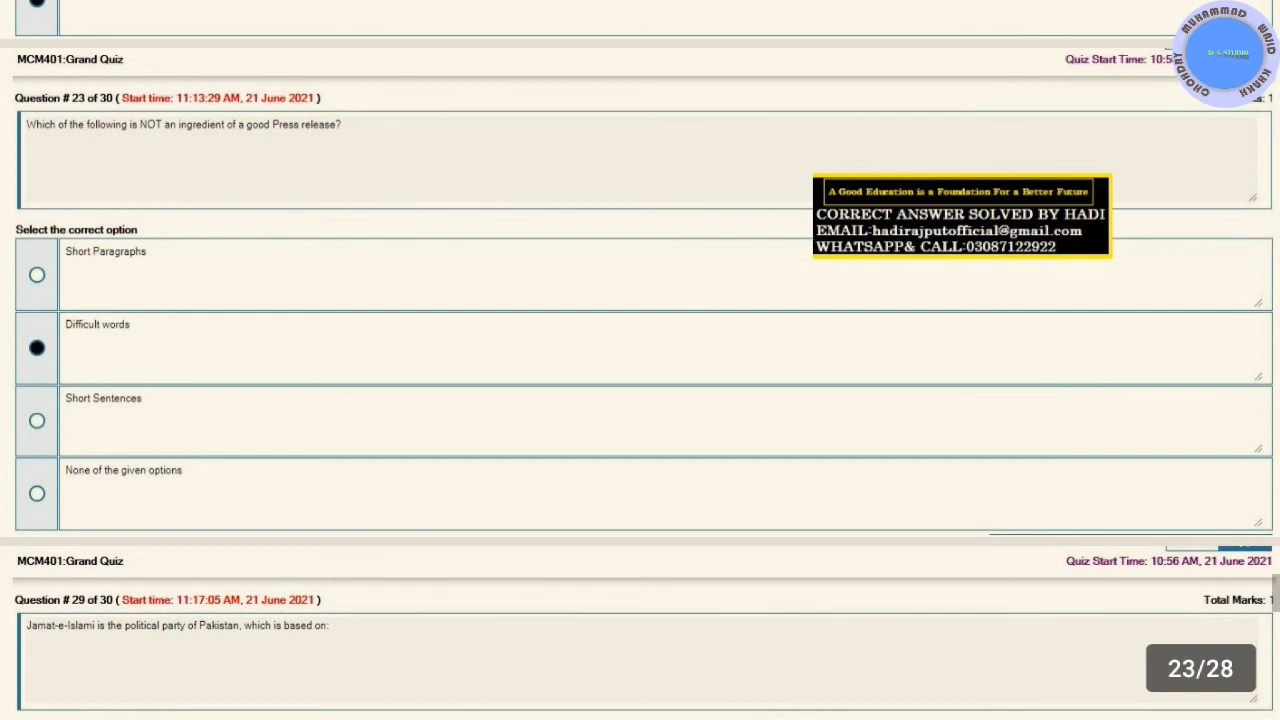 MCM401:Grand Quiz
Quiz Start Time: 10:5
Question # 23 of 30 ( Start time: 11:13:29 AM, 21 June 2021 )
s: 1
Which of the following is NOT an ingredient of a good Press release?
A Good Education is a Foundation For a Better Future
CORRECT ANSWER SOLVED BY HADI
EMAIL:hadirajputofficial@gmail.com
WHATSAPP& CALL:03087122922
Select the correct option
Short Paragraphs
Difficult words
Short Sentences
None of the given options
MCM401:Grand Quiz
Quiz Start Time: 10:56 AM, 21 June 2021
Question # 29 of 30 ( Start time: 11:17:05 AM, 21 June 2021 )
Total Marks: 1
Jamat-e-Islami is the political party of Pakistan, which is based on:
23/28
MUHAMMAD WAJID
W S STUDIO